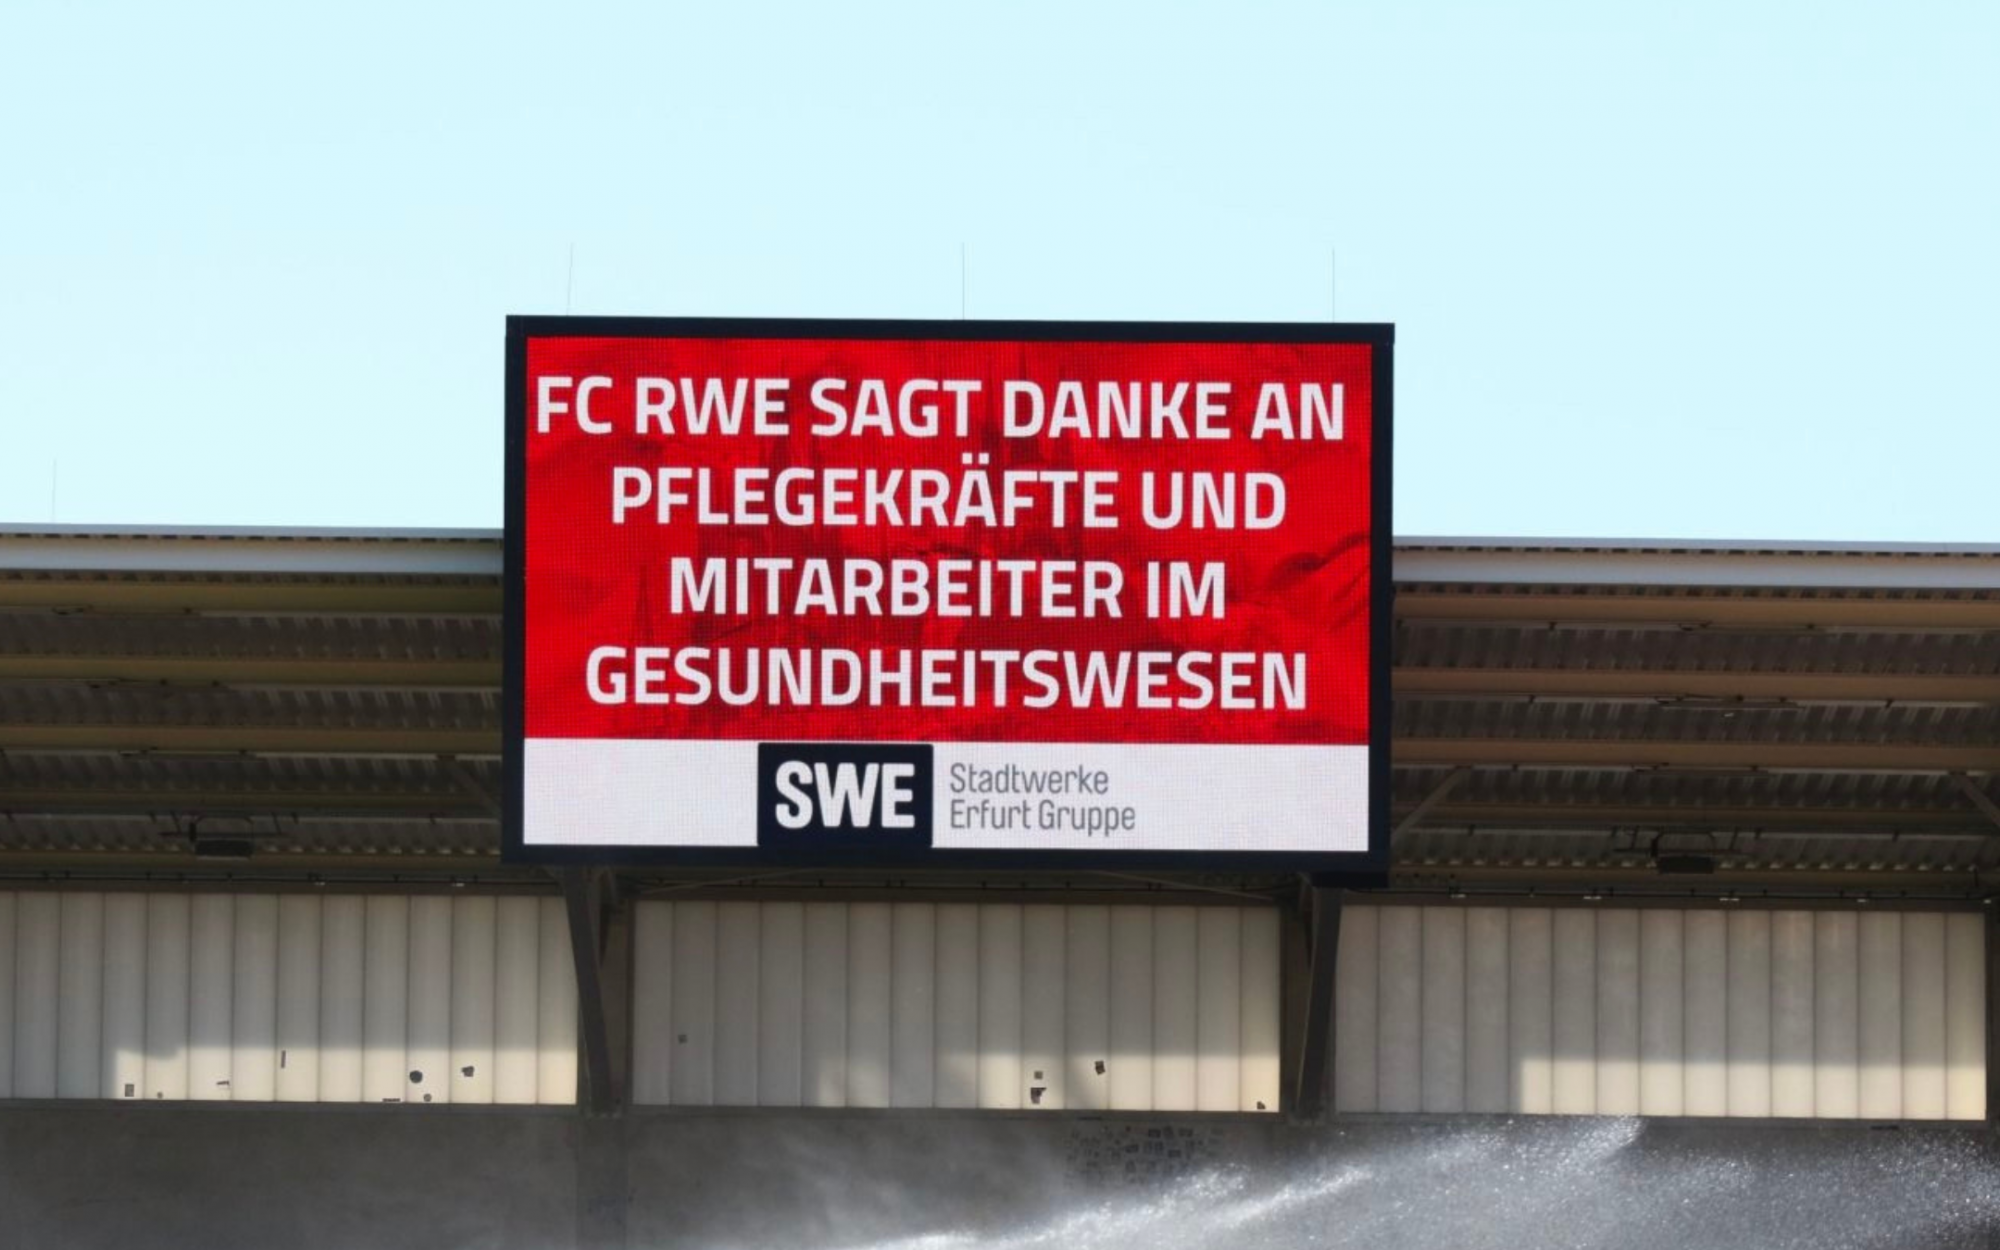 FC RWE SAGT DANKE AN
PFLEGEKRÄFTE UND
MITARBEITER IM
GESUNDHEITSWESEN
SWE
Stadtwerke
Erfurt Gruppe